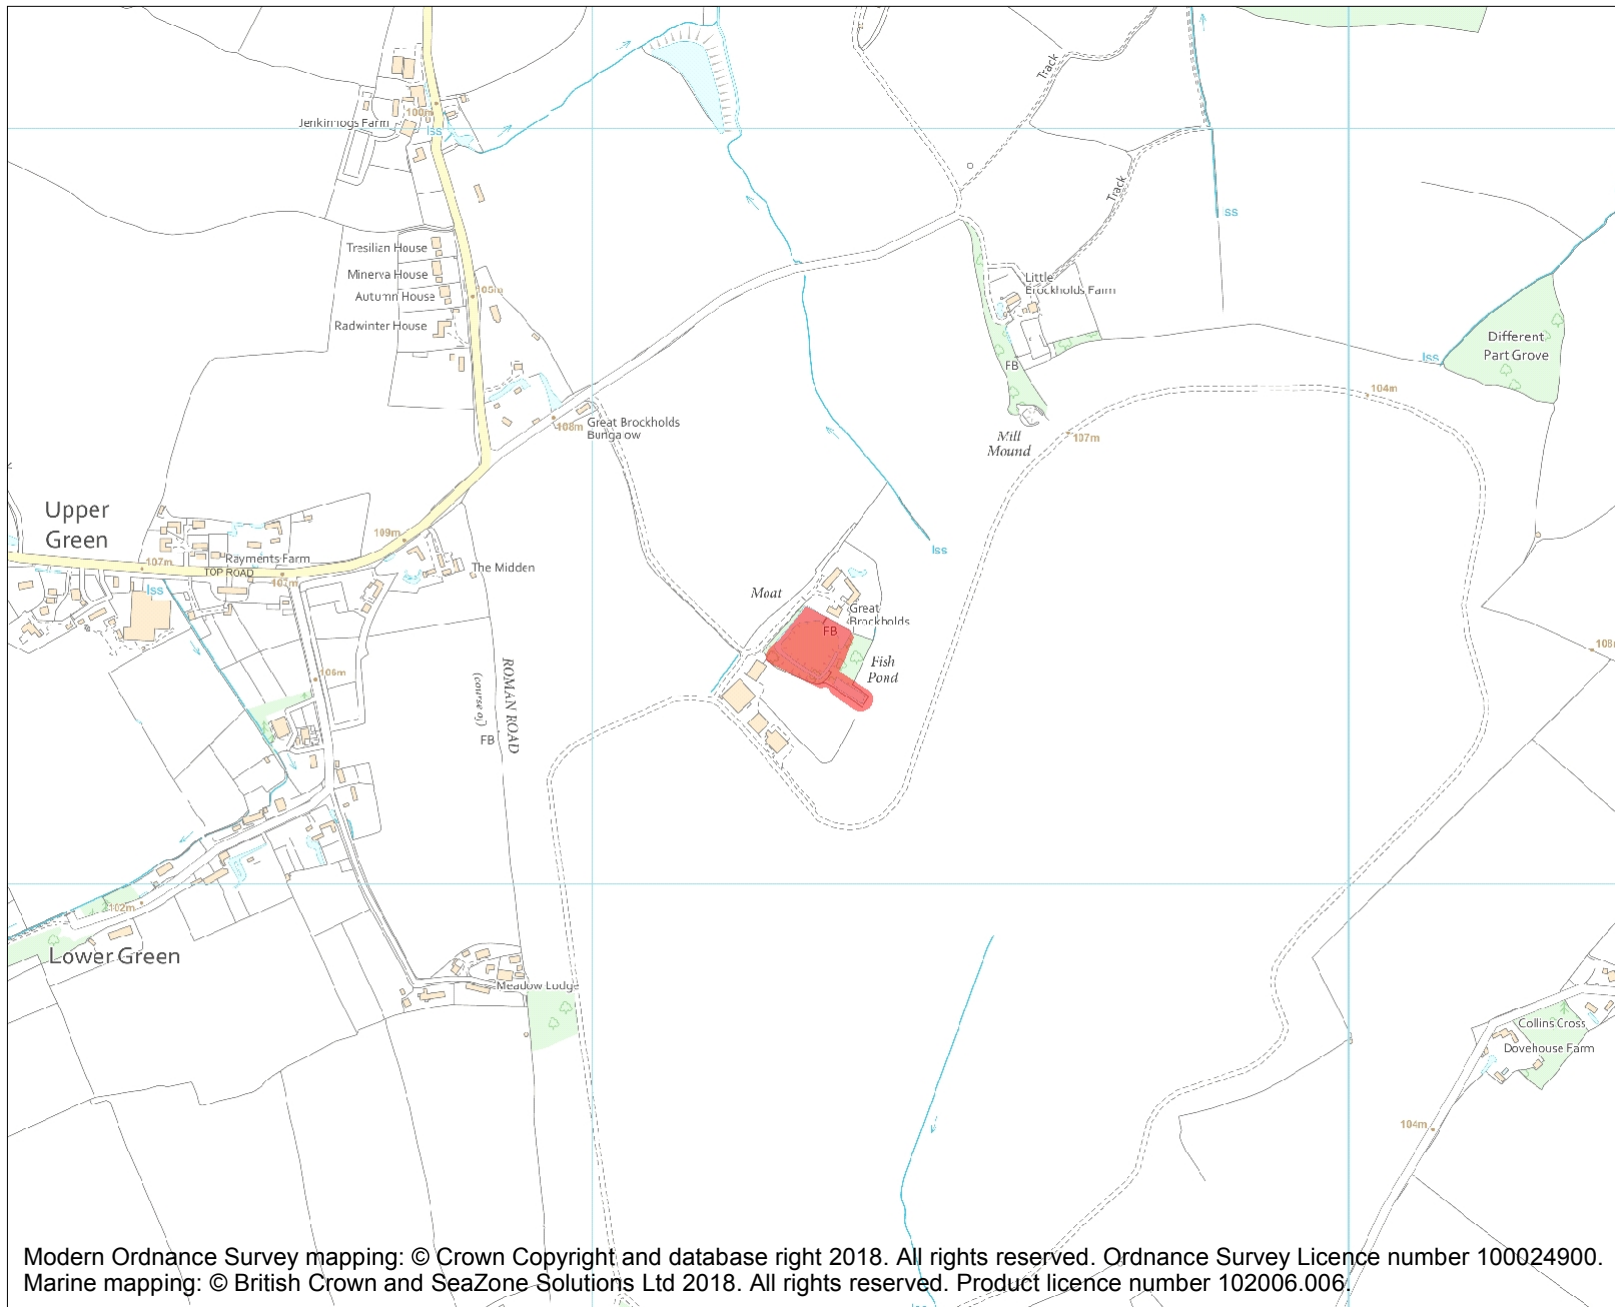 Track
Jenkinhogs Farm
100m
Iss
Track
Iss
Tresilian House
Minerva House
105m
Autumn House
Little
Brockholds Farm
Radwinter House
Different
Part Grove
Iss
FB
104m
108m
Great Brockholds
Bungalow
Mill
Mound
107m
Upper
Green
109m
Iss
107m
Rayments Farm
The Midden
TOP ROAD
107m
Iss
Moat
Great
Brockholds
FB
Fish
Pond
108m
106m
ROMAN ROAD
(course of)
FB
102m
Lower Green
Meadow Lodge
Collins Cross
Dovehouse Farm
104m
Modern Ordnance Survey mapping: © Crown Copyright and database right 2018. All rights reserved. Ordnance Survey Licence number 100024900.
Marine mapping: © British Crown and SeaZone Solutions Ltd 2018. All rights reserved. Product licence number 102006.006.